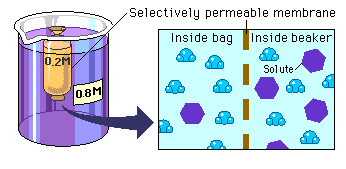 Selectively permeable membrane
Inside bag
Inside beaker
0.2M
Solute
0.8M